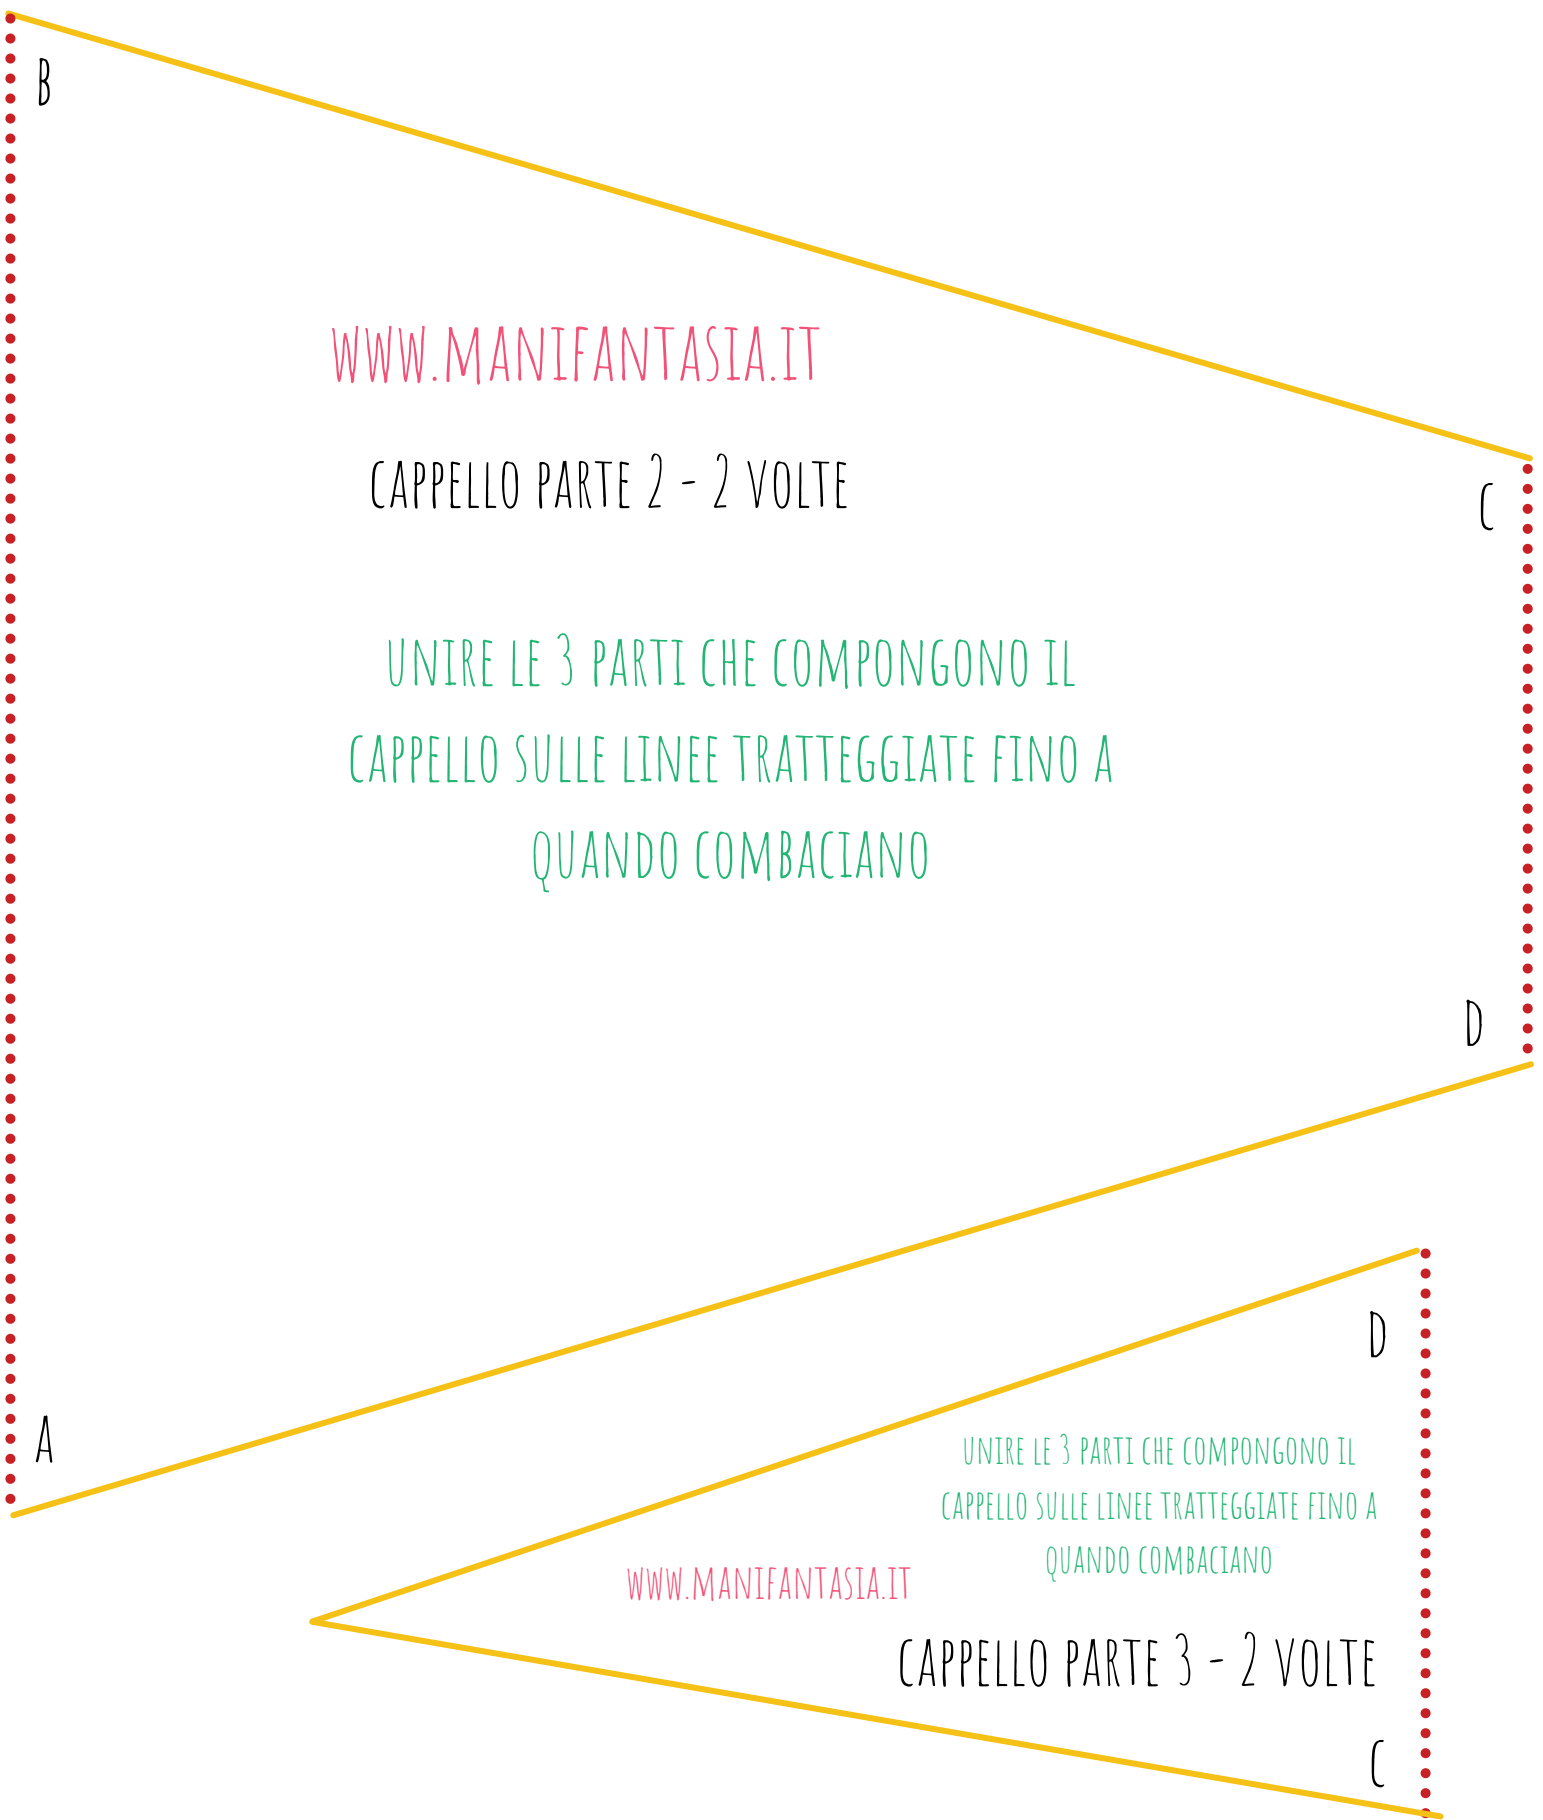 B
WWW.MANIFANTASIA.IT
CAPPELLO PARTE 2 - 2 VOLTE
C
UNIRE LE 3 PARTI CHE COMPONGONO IL
CAPPELLO SULLE LINEE TRATTEGGIATE FINO A
QUANDO COMBACIANO
D
A
D
UNIRE LE 3 PARTI CHE COMPONGONO IL
CAPPELLO SULLE LINEE TRATTEGGIATE FINO A
QUANDO COMBACIANO
WWW.MANIFANTASIA.IT
CAPPELLO PARTE 3 - 2 VOLTE
C